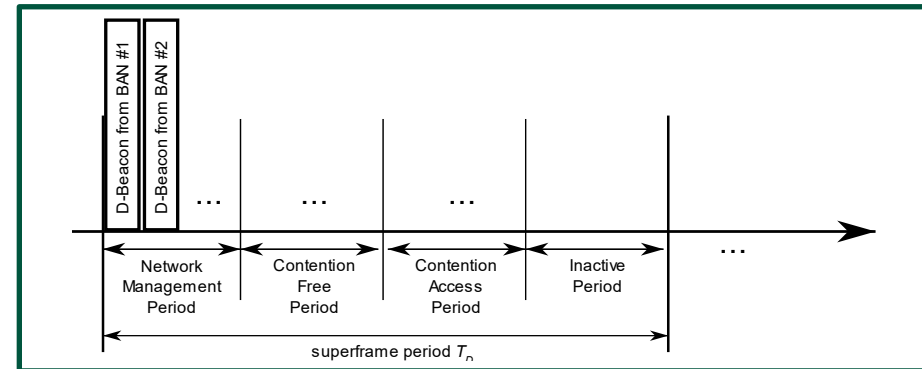 D-Beacon from BAN #1
D-Beacon from BAN #2
...
...
...
...
Network
Management
Period
Contention
Free
Period
Contention
Access
Period
Inactive
Period
superframe period T